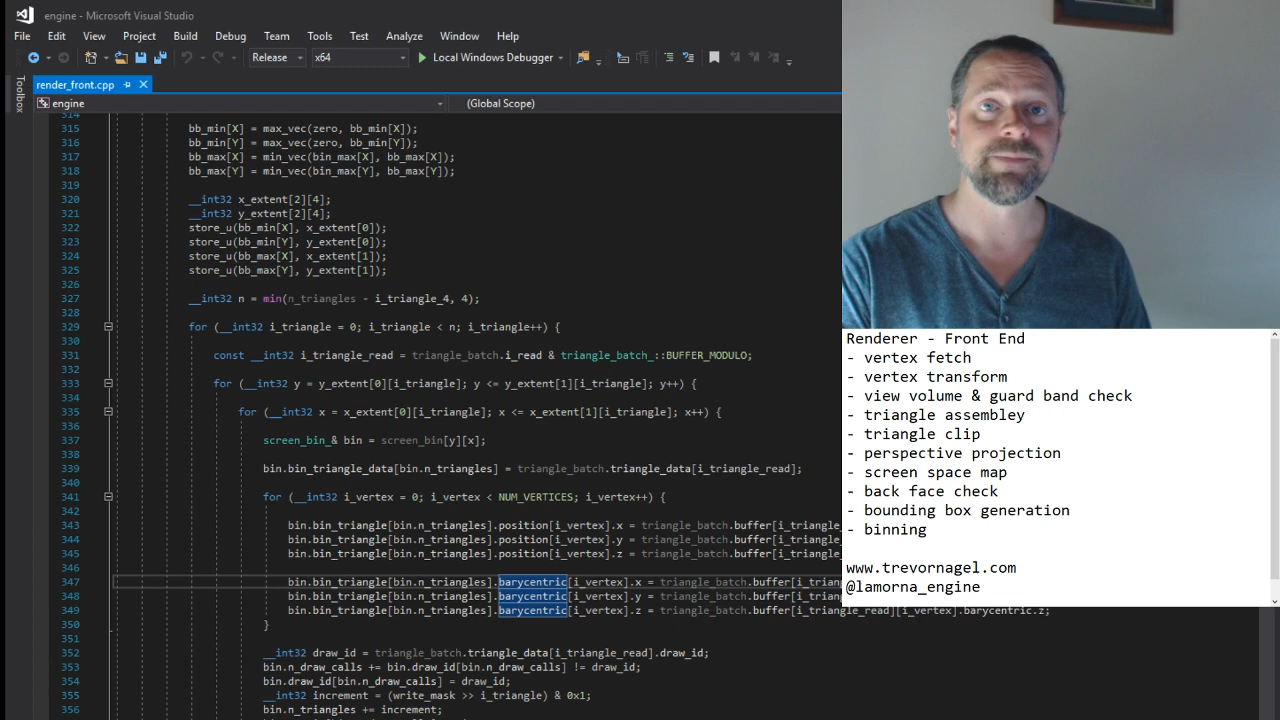 engine - Microsoft Visual Studio
File Edit View Project Build Debug Team Tools Test Analyze Window Help
Release x64 Local Windows Debugger
Toolbox
render_front.cpp
engine (Global Scope)
314
315 bb_min[X] = max_vec(zero, bb_min[X]);
316 bb_min[Y] = max_vec(zero, bb_min[Y]);
317 bb_max[X] = min_vec(bin_max[X], bb_max[X]);
318 bb_max[Y] = min_vec(bin_max[Y], bb_max[Y]);
319
320 __int32 x_extent[2][4];
321 __int32 y_extent[2][4];
322 store_u(bb_min[X], x_extent[0]);
323 store_u(bb_min[Y], y_extent[0]);
324 store_u(bb_max[X], x_extent[1]);
325 store_u(bb_max[Y], y_extent[1]);
326
327 __int32 n = min(n_triangles - i_triangle_4, 4);
328
329 for (__int32 i_triangle = 0; i_triangle < n; i_triangle++) {
330
331 const __int32 i_triangle_read = triangle_batch.i_read & triangle_batch_::BUFFER_MODULO;
332
333 for (__int32 y = y_extent[0][i_triangle]; y <= y_extent[1][i_triangle]; y++) {
334
335 for (__int32 x = x_extent[0][i_triangle]; x <= x_extent[1][i_triangle]; x++) {
336
337 screen_bin_& bin = screen_bin[y][x];
338
339 bin.bin_triangle_data[bin.n_triangles] = triangle_batch.triangle_data[i_triangle_read];
340
341 for (__int32 i_vertex = 0; i_vertex < NUM_VERTICES; i_vertex++) {
342
343 bin.bin_triangle[bin.n_triangles].position[i_vertex].x = triangle_batch.buffer[i_triang
344 bin.bin_triangle[bin.n_triangles].position[i_vertex].y = triangle_batch.buffer[i_triang
345 bin.bin_triangle[bin.n_triangles].position[i_vertex].z = triangle_batch.buffer[i_triang
346
347 bin.bin_triangle[bin.n_triangles].barycentric[i_vertex].x = triangle_batch.buffer[i_trian
348 bin.bin_triangle[bin.n_triangles].barycentric[i_vertex].y = triangle_batch.buffer[i_trian
349 bin.bin_triangle[bin.n_triangles].barycentric[i_vertex].z = triangle_batch.buffer[i_triangle_read][i_vertex].barycentric.z;
350 }
351
352 __int32 draw_id = triangle_batch.triangle_data[i_triangle_read].draw_id;
353 bin.n_draw_calls += bin.draw_id[bin.n_draw_calls] != draw_id;
354 bin.draw_id[bin.n_draw_calls] = draw_id;
355 __int32 increment = (write_mask >> i_triangle) & 0x1;
356 bin.n_triangles += increment;
Renderer - Front End
- vertex fetch
- vertex transform
- view volume & guard band check
- triangle assembley
- triangle clip
- perspective projection
- screen space map
- back face check
- bounding box generation
- binning
www.trevornagel.com
@lamorna_engine